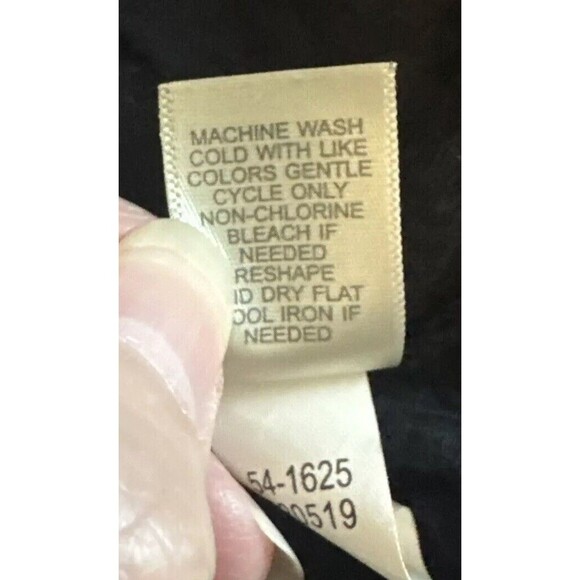 MACHINE WASH
COLD WITH LIKE
COLORS GENTLE
CYCLE ONLY
NON-CHLORINE
BLEACH IF
NEEDED
RESHAPE
DRY FLAT
IRON IF
NEEDED
54-1625
0519